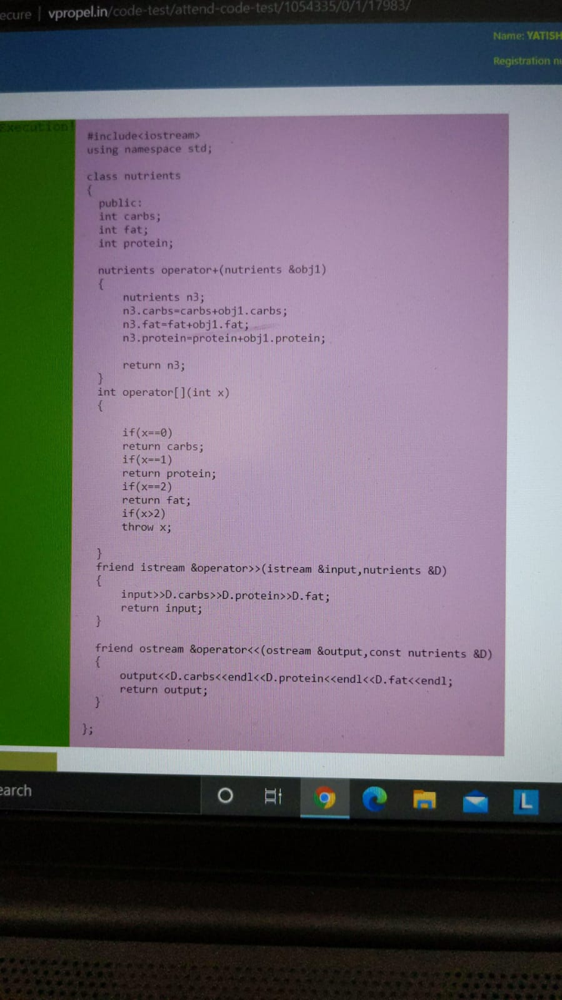 ecure | vpropel.in/code-test/attend-code-test/1054335/0/1/17983/
Name: YATISH
Registration nu
Execution!
#include<iostream>
using namespace std;
class nutrients
{
public:
int carbs;
int fat;
int protein;
nutrients operator+(nutrients &obj1)
{
nutrients n3;
n3.carbs=carbs+obj1.carbs;
n3.fat=fat+obj1.fat;
n3.protein=protein+obj1.protein;
return n3;
}
int operator[](int x)
{
if(x==0)
return carbs;
if(x==1)
return protein;
if(x==2)
return fat;
if(x>2)
throw x;
}
friend istream &operator>>(istream &input,nutrients &D)
{
input>>D.carbs>>D.protein>>D.fat;
return input;
}
friend ostream &operator<<(ostream &output,const nutrients &D)
{
output<<D.carbs<<endl<<D.protein<<endl<<D.fat<<endl;
return output;
}
};
earch
L